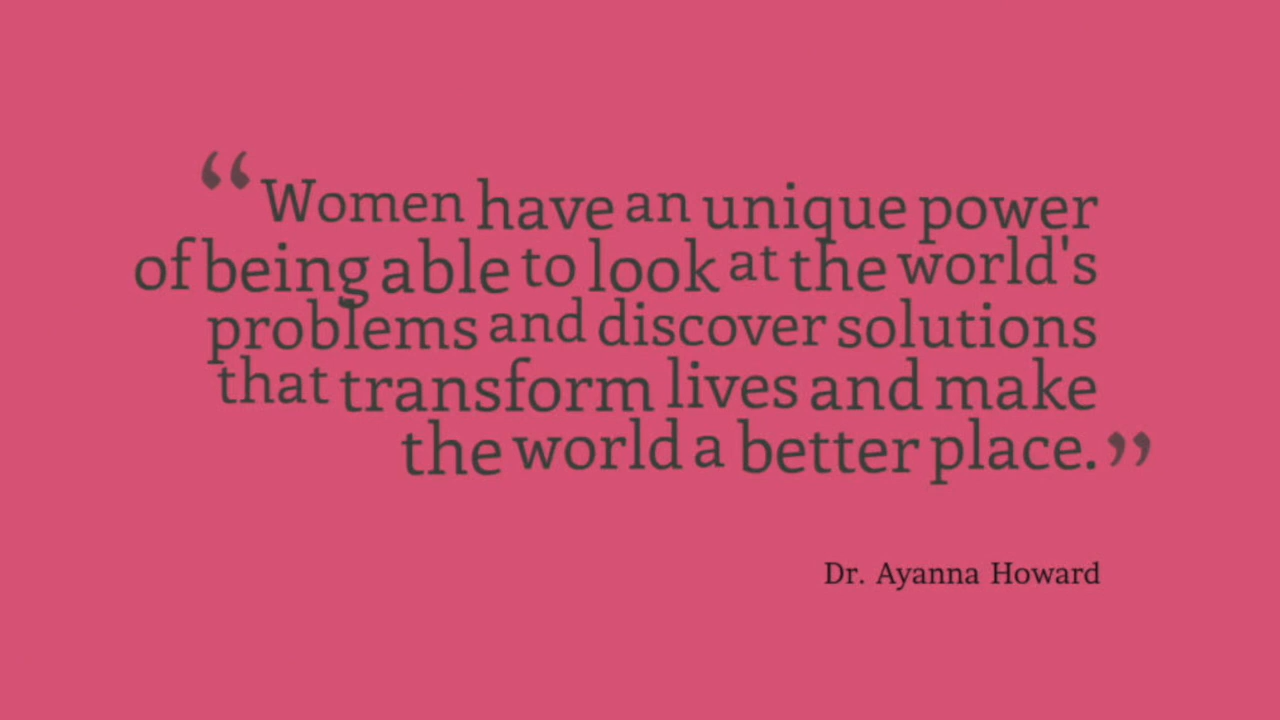 “Women have an unique power
of being able to look at the world's
problems and discover solutions
that transform lives and make
the world a better place.”
Dr. Ayanna Howard